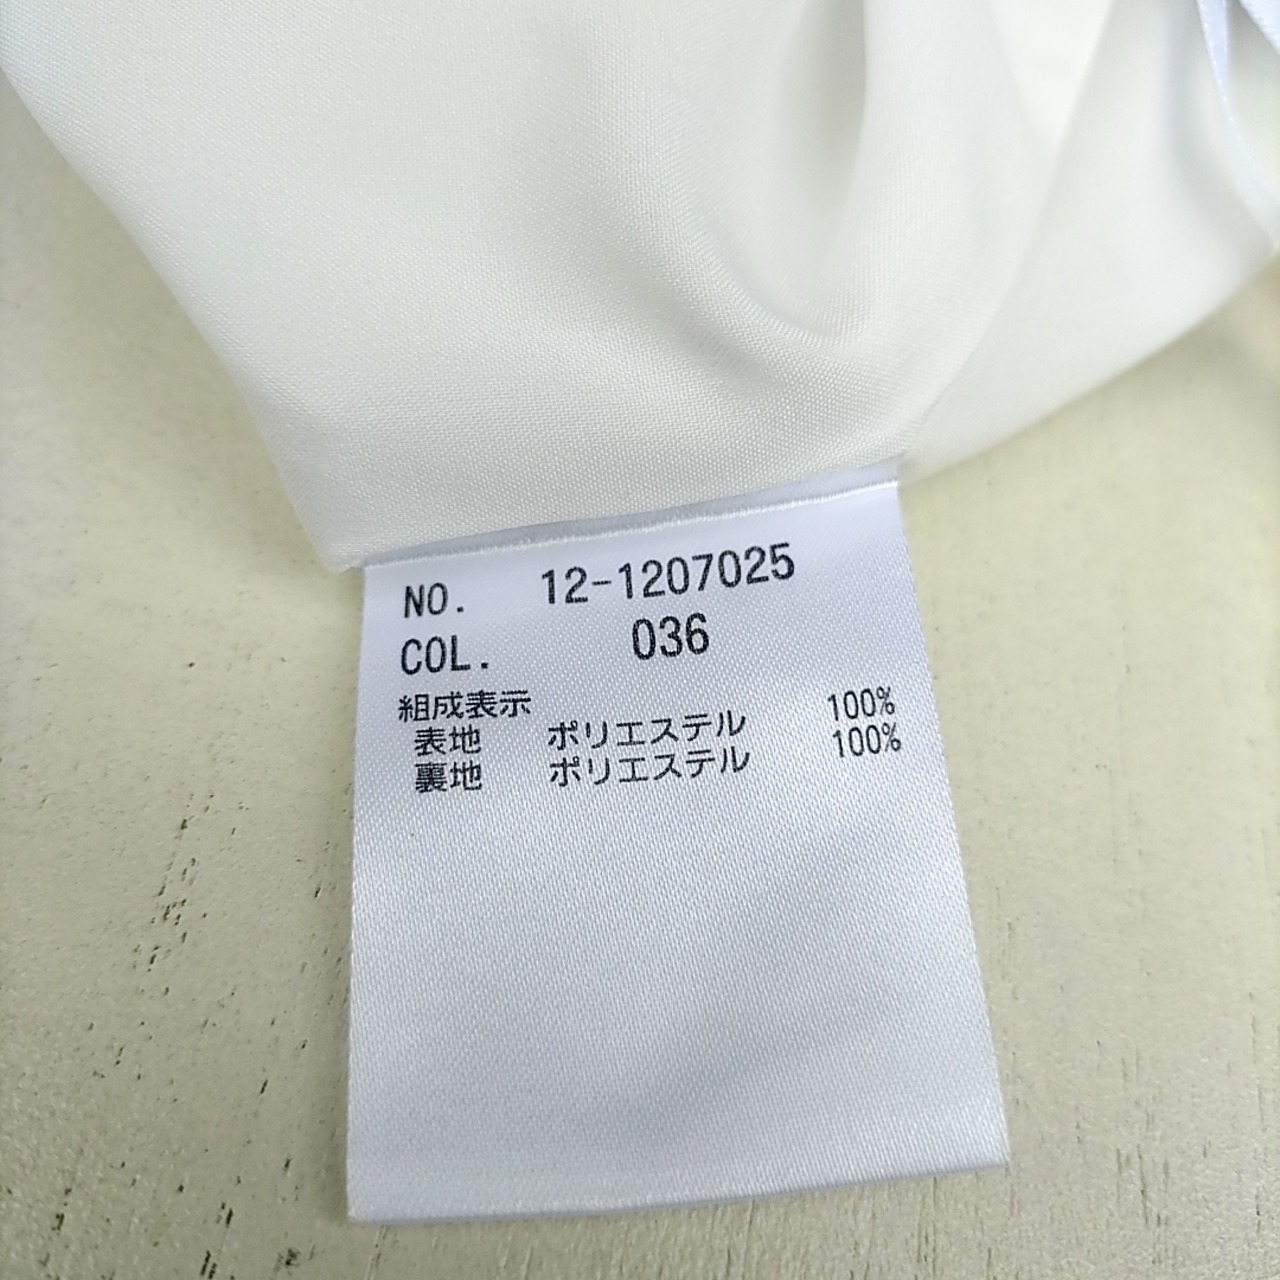 NO. 12-1207025
COL. 036
組成表示
表地 ポリエステル 100%
裏地 ポリエステル 100%